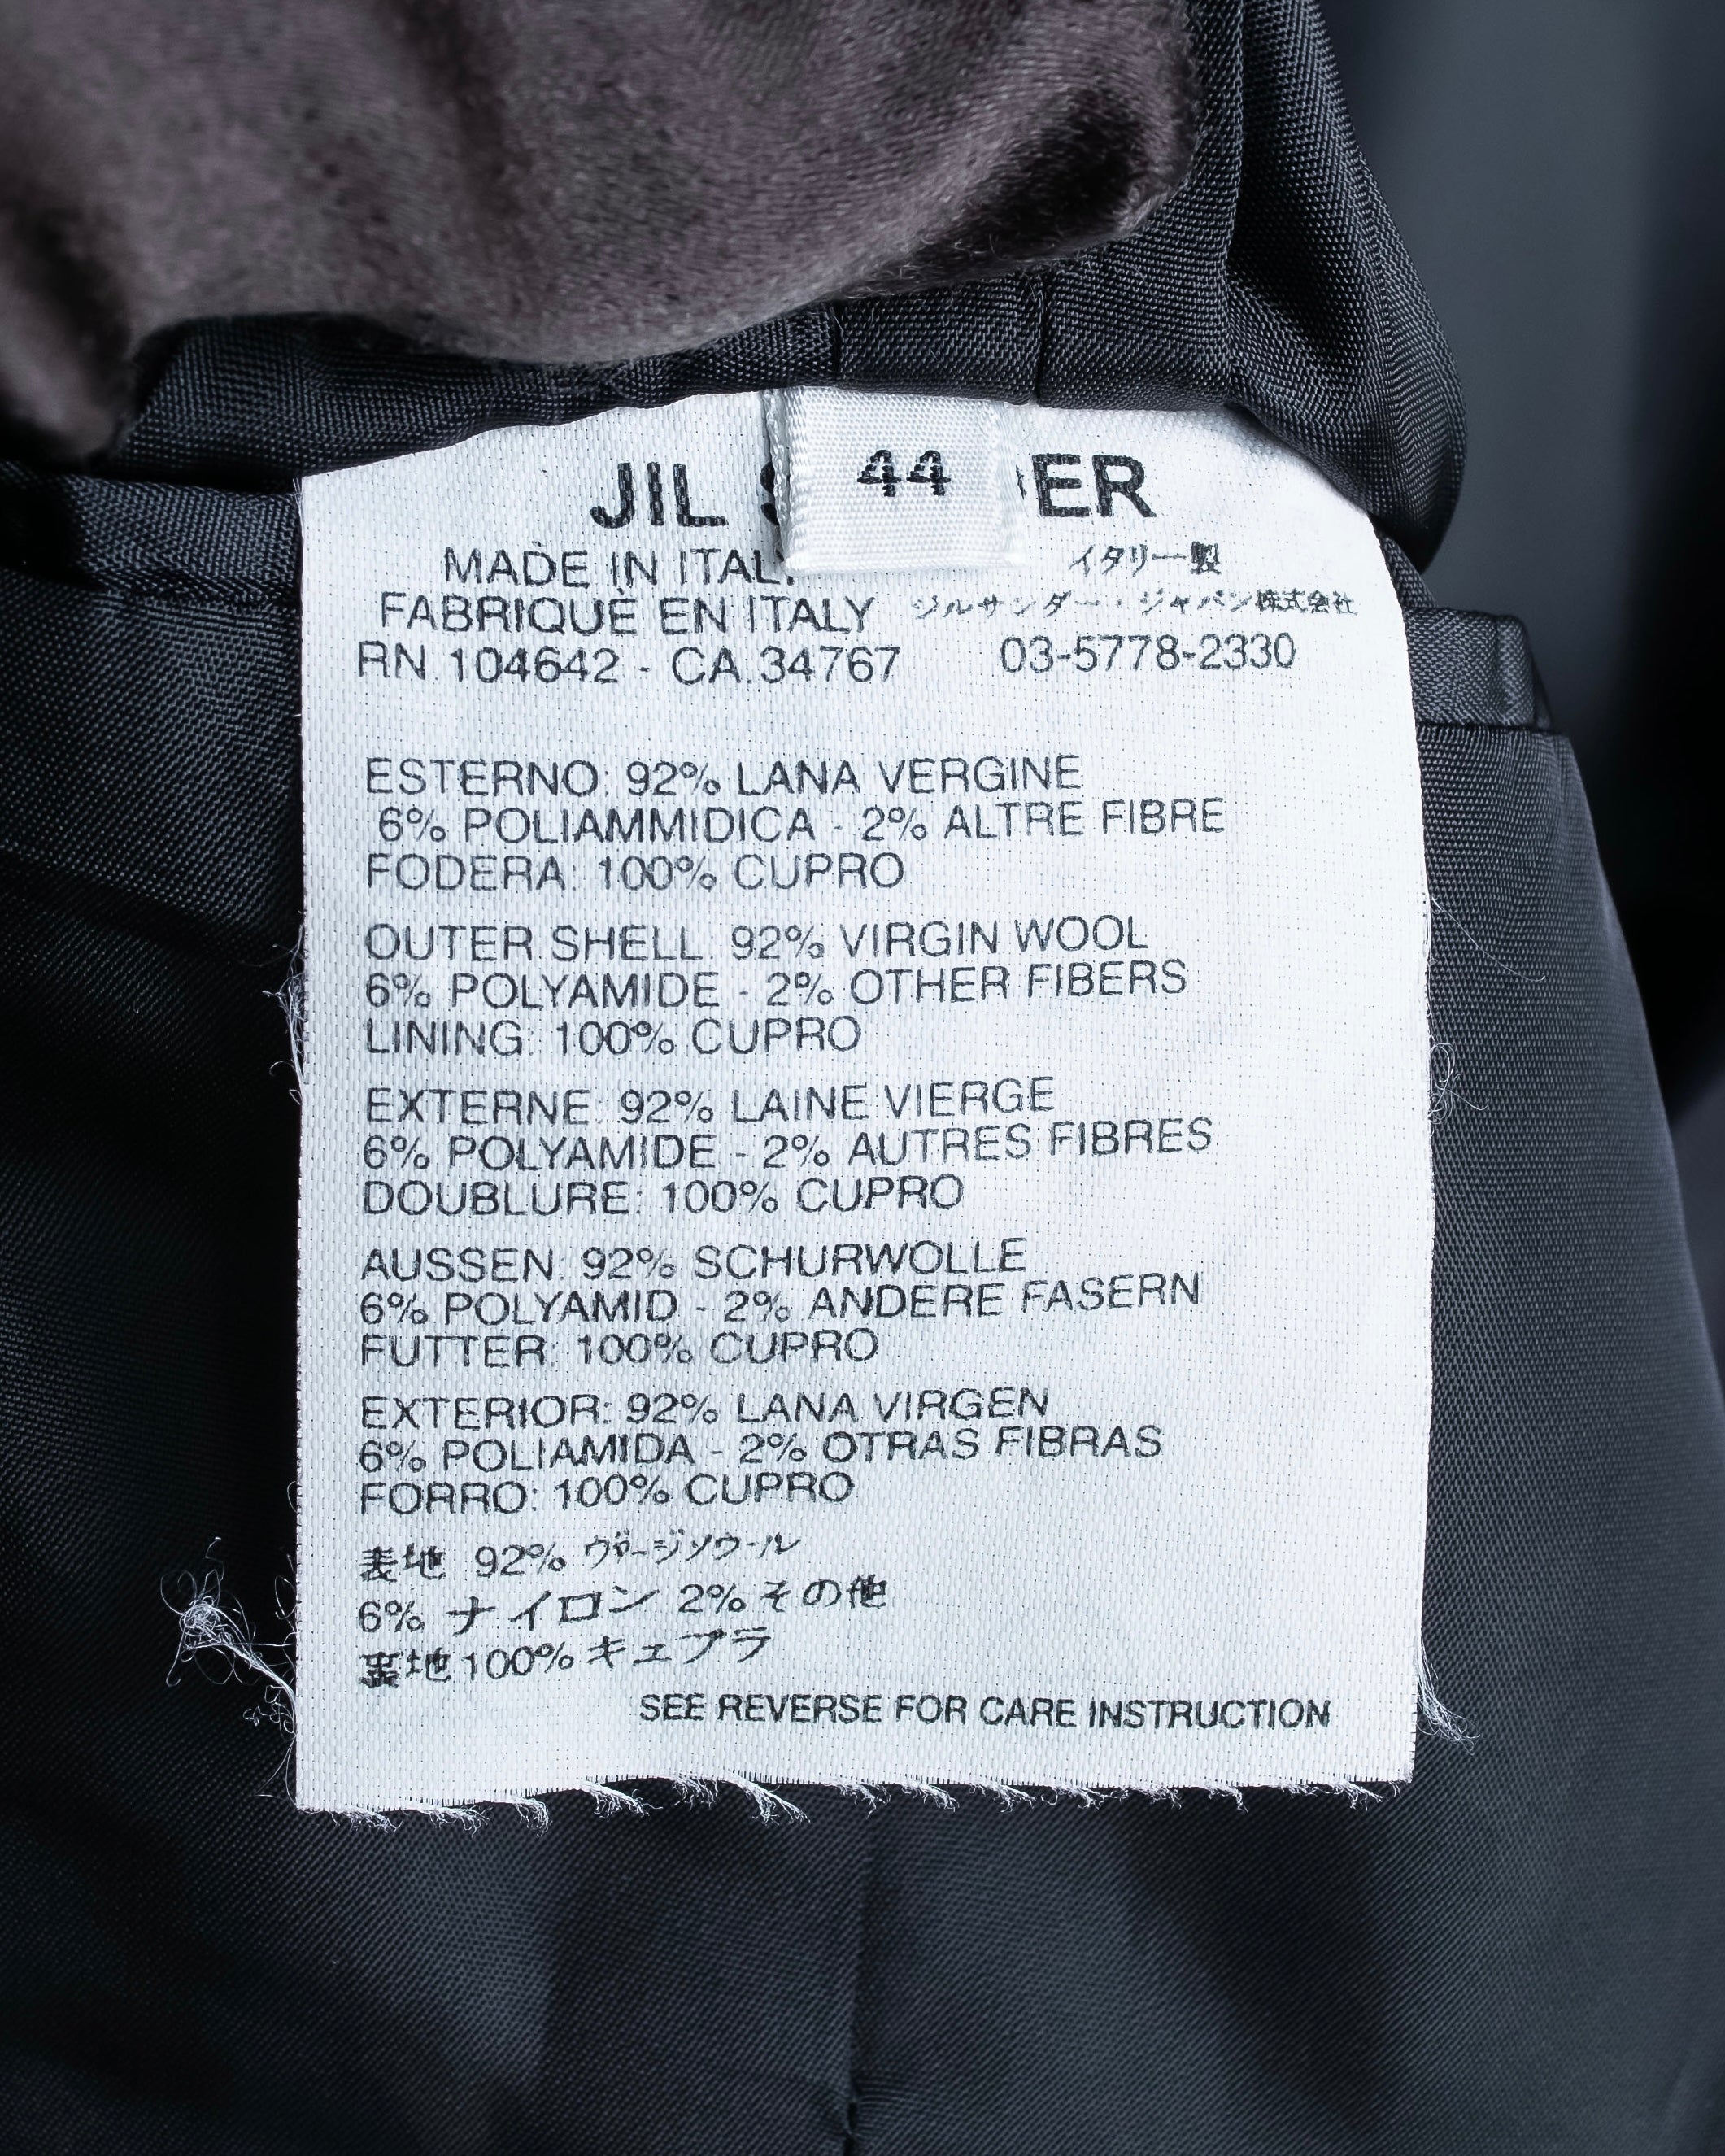 44
JIL S ER
MADE IN ITAL
イタリー製
FABRIQUÈ EN ITALY
ジルサンダー・ジャパン株式会社
RN.104642 - CA.34767
03-5778-2330
ESTERNO: 92% LANA VERGINE
6% POLIAMMIDICA - 2% ALTRE FIBRE
FODERA: 100% CUPRO
OUTER SHELL: 92% VIRGIN WOOL
6% POLYAMIDE - 2% OTHER FIBERS
LINING: 100% CUPRO
EXTERNE: 92% LAINE VIERGE
6% POLYAMIDE - 2% AUTRES FIBRES
DOUBLURE: 100% CUPRO
AUSSEN: 92% SCHURWOLLE
6% POLYAMID - 2% ANDERE FASERN
FUTTER: 100% CUPRO
EXTERIOR: 92% LANA VIRGEN
6% POLIAMIDA - 2% OTRAS FIBRAS
FORRO: 100% CUPRO
表地 92% ヴァージンウール
6% ナイロン 2% その他
裏地100% キュプラ
SEE REVERSE FOR CARE INSTRUCTION